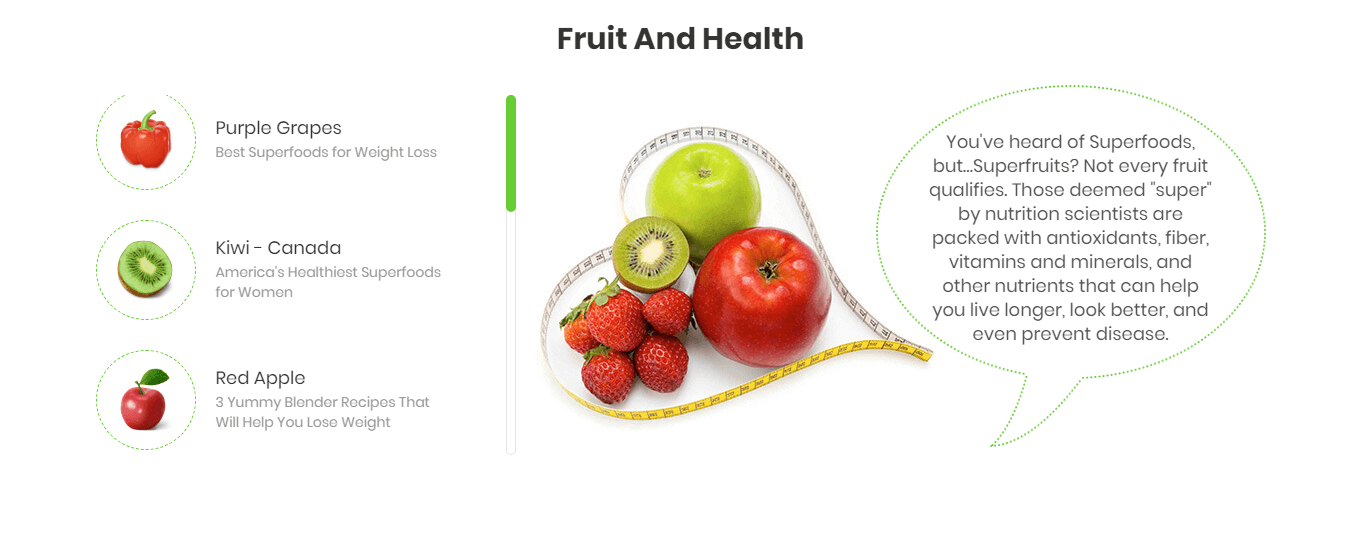 Fruit And Health
Purple Grapes
Best Superfoods for Weight Loss
Kiwi - Canada
America's Healthiest Superfoods
for Women
Red Apple
3 Yummy Blender Recipes That
Will Help You Lose Weight
You've heard of Superfoods,
but...Superfruits? Not every fruit
qualifies. Those deemed "super"
by nutrition scientists are
packed with antioxidants, fiber,
vitamins and minerals, and
other nutrients that can help
you live longer, look better, and
even prevent disease.